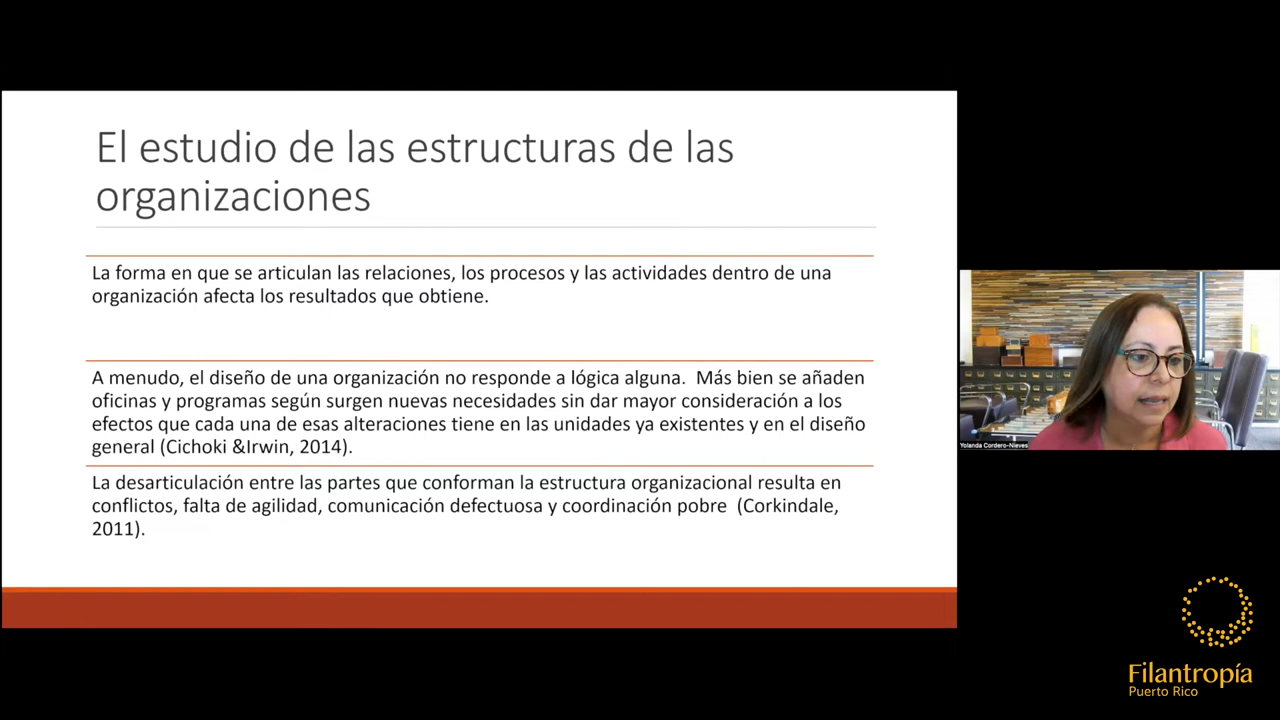 El estudio de las estructuras de las
organizaciones
La forma en que se articulan las relaciones, los procesos y las actividades dentro de una
organización afecta los resultados que obtiene.
A menudo, el diseño de una organización no responde a lógica alguna.  Más bien se añaden
oficinas y programas según surgen nuevas necesidades sin dar mayor consideración a los
efectos que cada una de esas alteraciones tiene en las unidades ya existentes y en el diseño
general (Cichoki &Irwin, 2014).
La desarticulación entre las partes que conforman la estructura organizacional resulta en
conflictos, falta de agilidad, comunicación defectuosa y coordinación pobre  (Corkindale,
2011).
Yolanda Cordero-Nieves
Filantropía
Puerto Rico